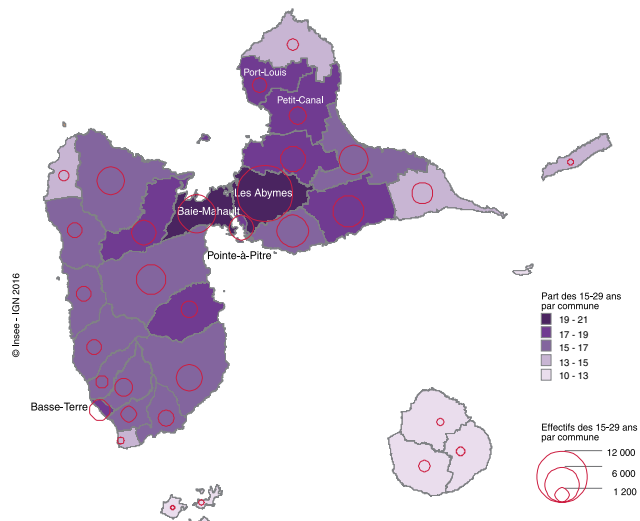 Port-Louis
Petit-Canal
Les Abymes
Baie-Mahault
Pointe-à-Pitre
Basse-Terre
© Insee - IGN 2016
Part des 15-29 ans
par commune
19 - 21
17 - 19
15 - 17
13 - 15
10 - 13
Effectifs des 15-29 ans
par commune
12 000
6 000
1 200